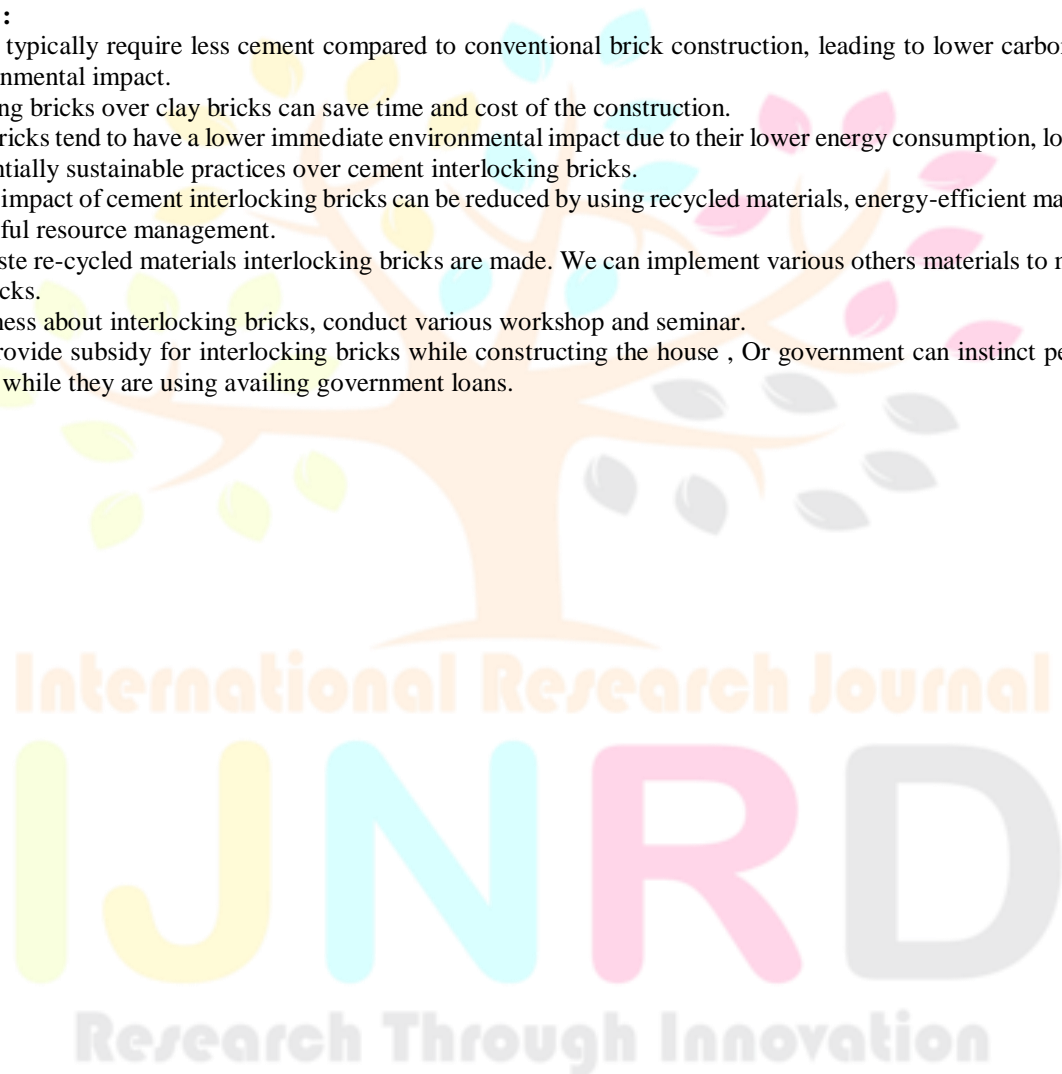 :
typically require less cement compared to conventional brick construction, leading to lower carbo
nmental impact.
ng bricks over clay bricks can save time and cost of the construction.
ricks tend to have a lower immediate environmental impact due to their lower energy consumption, lo
ntially sustainable practices over cement interlocking bricks.
impact of cement interlocking bricks can be reduced by using recycled materials, energy-efficient ma
ful resource management.
ste re-cycled materials interlocking bricks are made. We can implement various others materials to
cks.
ness about interlocking bricks, conduct various workshop and seminar.
rovide subsidy for interlocking bricks while constructing the house , Or government can instinct pe
while they are using availing government loans.
International Research Journal
IJNRD
Research Through Innovation